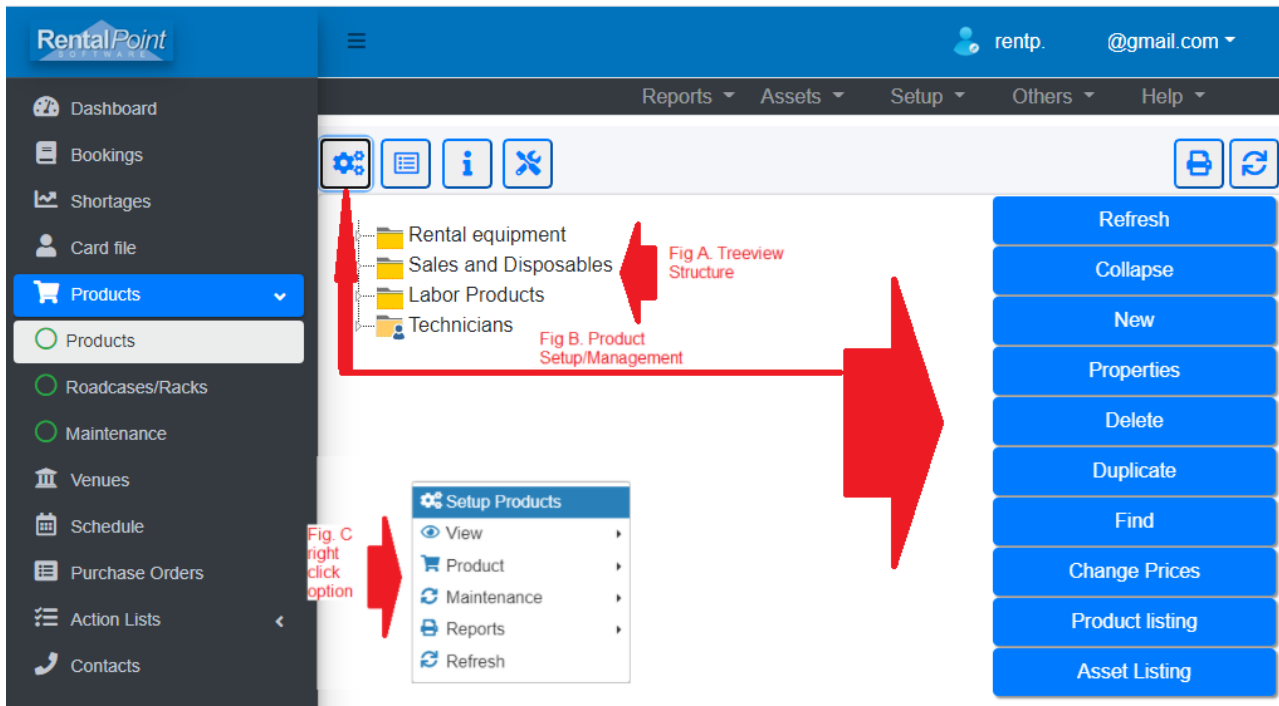 RentalPoint
SOFTWARE
rentp. @gmail.com
Reports Assets Setup Others Help
Dashboard
Bookings
Shortages
Card file
Products
Products
Roadcases/Racks
Maintenance
Venues
Schedule
Purchase Orders
Action Lists
Contacts
Rental equipment
Sales and Disposables
Labor Products
Technicians
Fig A. Treeview
Structure
Fig B. Product
Setup/Management
Fig. C
right
click
option
Setup Products
View
Product
Maintenance
Reports
Refresh
Refresh
Collapse
New
Properties
Delete
Duplicate
Find
Change Prices
Product listing
Asset Listing